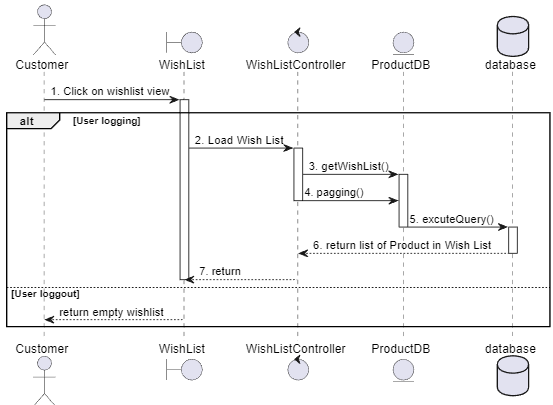 Customer WishList WishListController ProductDB database
1. Click on wishlist view
alt [User logging]
2. Load Wish List
3. getWishList()
4. pagging()
5. excuteQuery()
6. return list of Product in Wish List
7. return
[User loggout]
return empty wishlist
Customer WishList WishListController ProductDB database